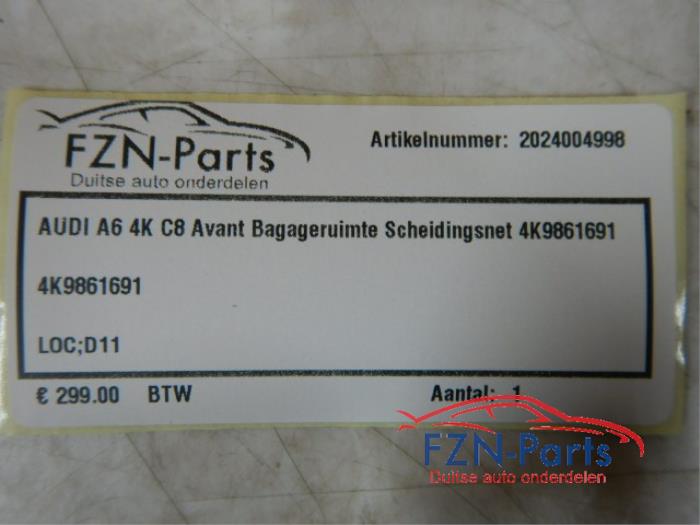 FZN-Parts
Duitse auto onderdelen
Artikelnummer: 2024004998
AUDI A6 4K C8 Avant Bagageruimte Scheidingsnet 4K9861691
4K9861691
LOC;D11
€ 299.00 BTW Aantal: 1
FZN-Parts
Duitse auto onderdelen